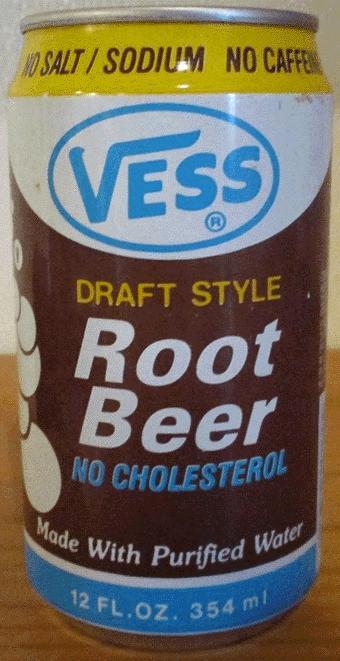 NO SALT / SODIUM NO CAFFEIN
VESS
®
DRAFT STYLE
Root
Beer
NO CHOLESTEROL
Made With Purified Water
12 FL.OZ. 354 ml